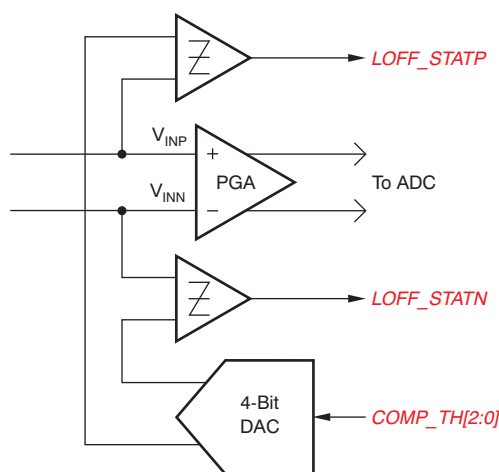 LOFF_STATP
V_INP
+
PGA
To ADC
V_INN
−
LOFF_STATN
4-Bit
DAC
COMP_TH[2:0]